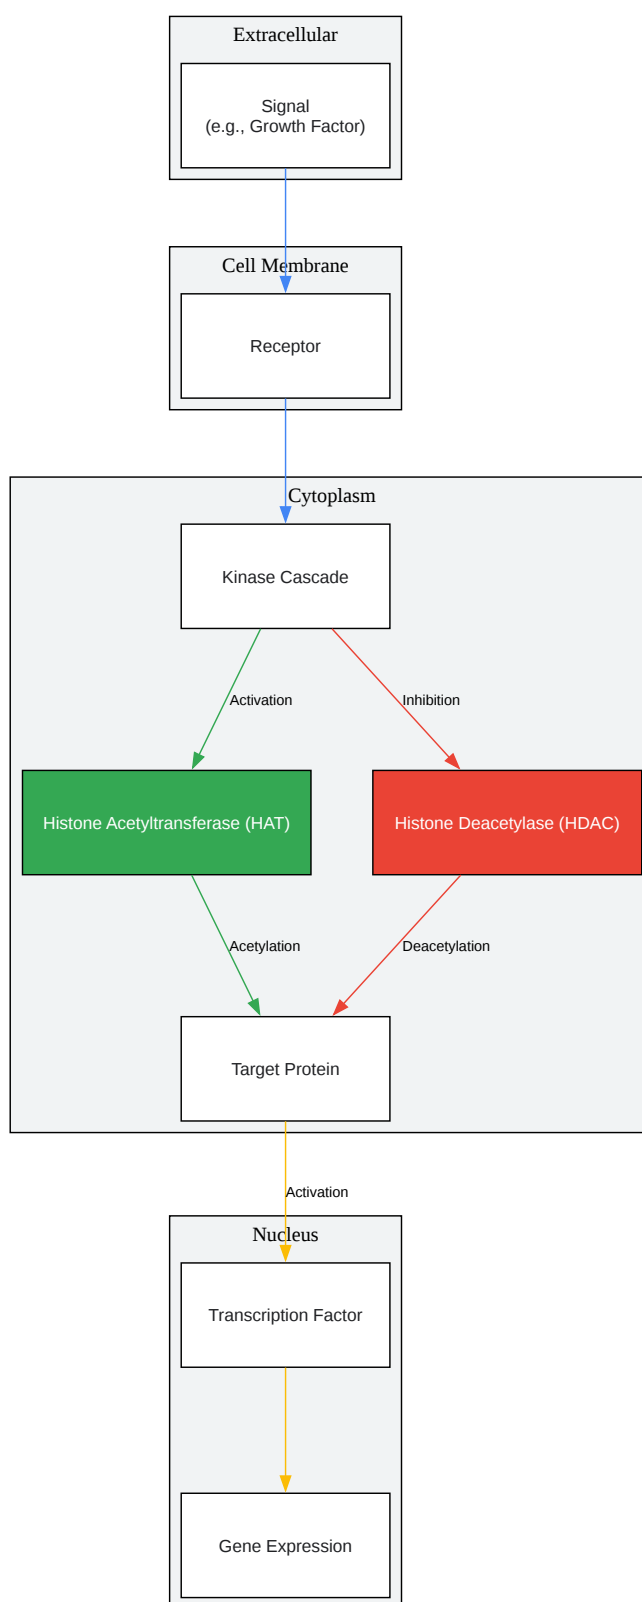 Extracellular
Signal
(e.g., Growth Factor)
Cell Membrane
Receptor
Cytoplasm
Kinase Cascade
Activation
Inhibition
Histone Acetyltransferase (HAT)
Histone Deacetylase (HDAC)
Acetylation
Deacetylation
Target Protein
Activation
Nucleus
Transcription Factor
Gene Expression